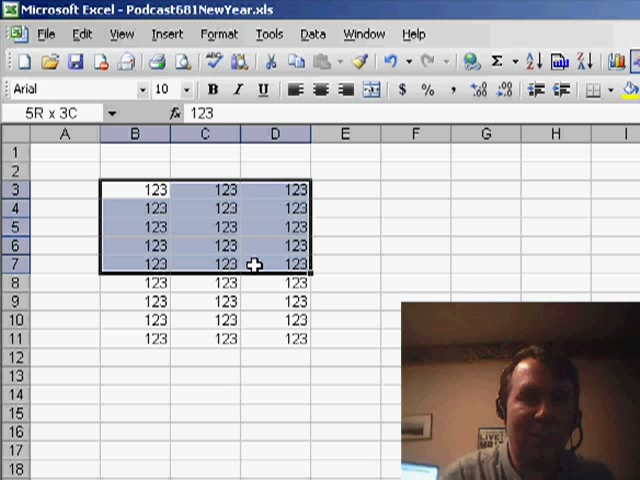 Microsoft Excel - Podcast681NewYear.xls
File Edit View Insert Format Tools Data Window Help
Arial 10 B I U $ % ,
5R x 3C fx 123
A B C D E F G H I
1
2
3 123 123 123
4 123 123 123
5 123 123 123
6 123 123 123
7 123 123 123
8 123 123 123
9 123 123 123
10 123 123 123
11 123 123 123
12
13
14
15
16
17
18
LIVE!